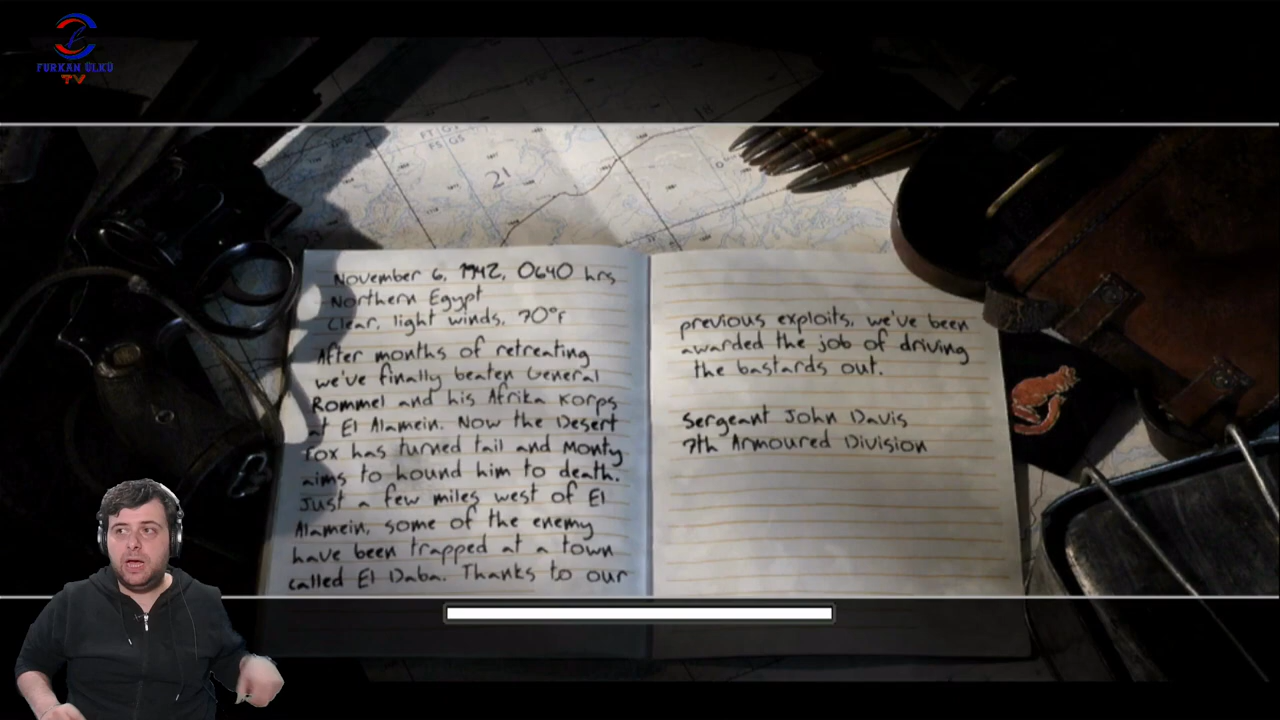 FURKAN ÜLKÜ
TV
21
18
November 6, 1942, 0640 hrs
Northern Egypt
Clear, light winds, 70°F
After months of retreating
we've finally beaten General
Rommel and his Afrika Korps
at El Alamein. Now the Desert
Fox has turned tail and Monty
aims to hound him to death.
Just a few miles west of El
Alamein, some of the enemy
have been trapped at a town
called El Daba. Thanks to our
previous exploits, we've been
awarded the job of driving
the bastards out.
Sergeant John Davis
7th Armoured Division